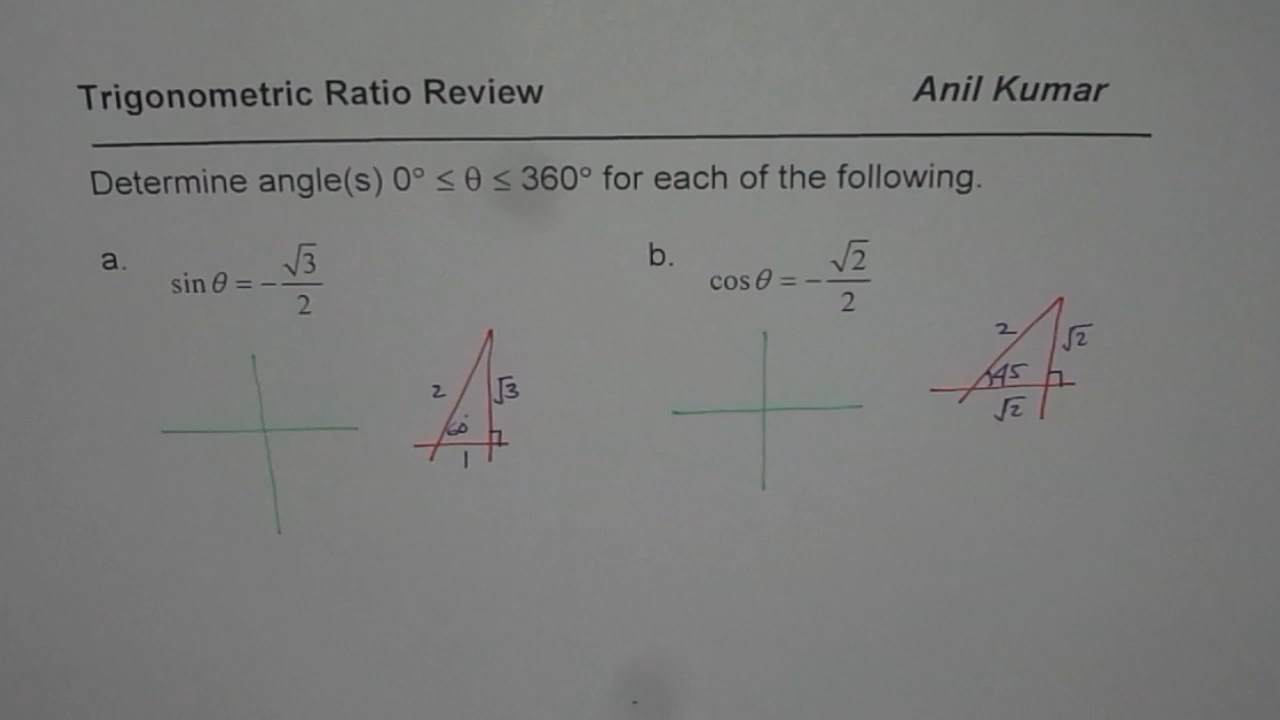 Trigonometric Ratio Review Anil Kumar
Determine angle(s) 0° ≤ θ ≤ 360° for each of the following.
a. sin θ = −√3/2
b. cos θ = −√2/2
2 √3
60°
1
2 √2
45
√2